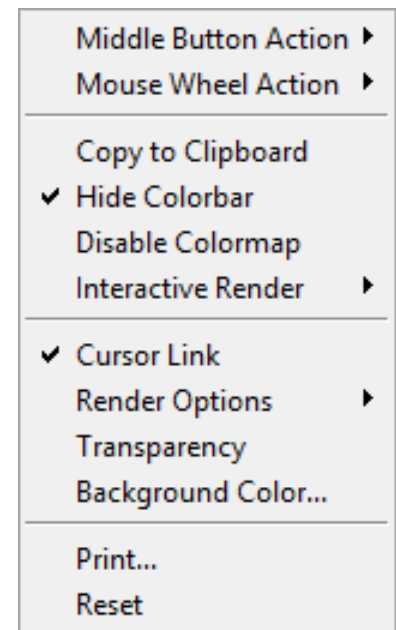 Middle Button Action
Mouse Wheel Action
Copy to Clipboard
Hide Colorbar
Disable Colormap
Interactive Render
Cursor Link
Render Options
Transparency
Background Color...
Print...
Reset